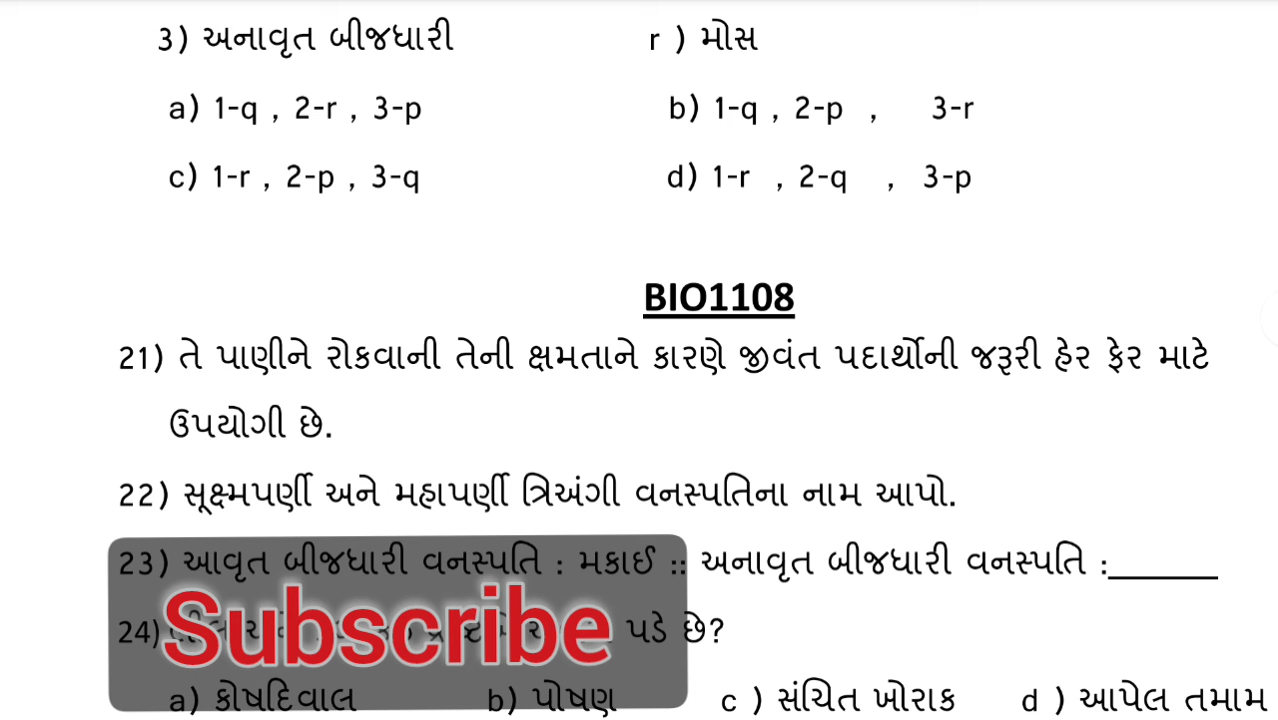 3) અનાવૃત બીજધારી r ) મોસ
a) 1-q , 2-r , 3-p b) 1-q , 2-p , 3-r
c) 1-r , 2-p , 3-q d) 1-r , 2-q , 3-p
BIO1108
21) તે પાણીને રોકવાની તેની ક્ષમતાને કારણે જીવંત પદાર્થોની જરૂરી હેર ફેર માટે
ઉપયોગી છે.
22) સૂક્ષ્મપર્ણી અને મહાપર્ણી ત્રિઅંગી વનસ્પતિના નામ આપો.
23) આવૃત બીજધારી વનસ્પતિ : મકાઈ :: અનાવૃત બીજધારી વનસ્પતિ :______
24) પડે છે?
Subscribe
a) કોષદિવાલ b) પોષણ c ) સંચિત ખોરાક d ) આપેલ તમામ